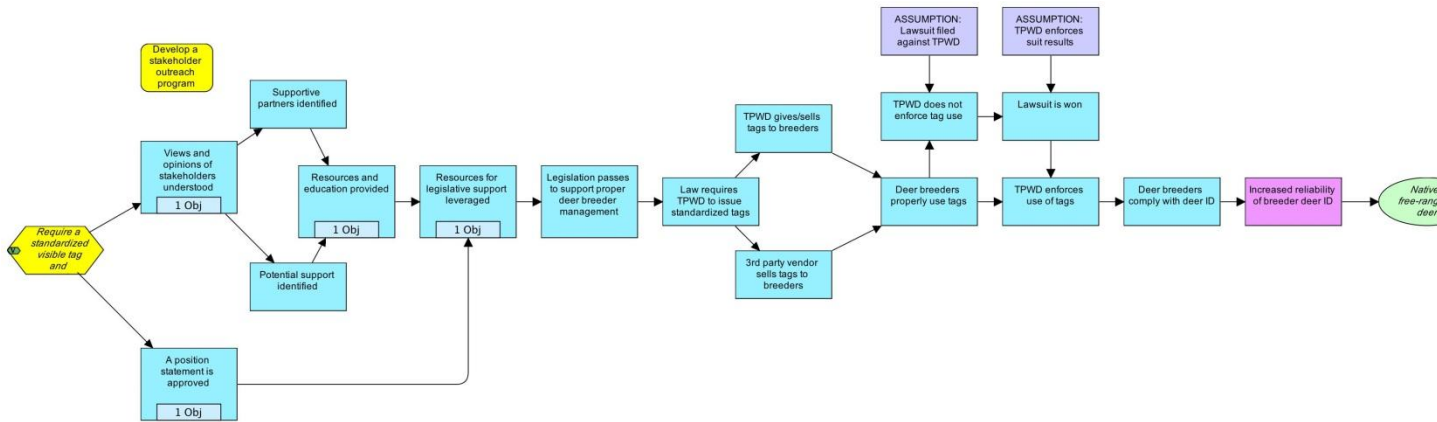 Develop a
stakeholder
outreach
program
Require a
standardized
visible tag
and
Views and
opinions of
stakeholders
understood
1 Obj
Supportive
partners identified
Potential support
identified
A position
statement is
approved
1 Obj
Resources and
education provided
1 Obj
Resources for
legislative support
leveraged
1 Obj
Legislation passes
to support proper
deer breeder
management
Law requires
TPWD to issue
standardized tags
TPWD gives/sells
tags to breeders
3rd party vendor
sells tags to
breeders
Deer breeders
properly use tags
TPWD does not
enforce tag use
ASSUMPTION:
Lawsuit filed
against TPWD
ASSUMPTION:
TPWD enforces
suit results
Lawsuit is won
TPWD enforces
use of tags
Deer breeders
comply with deer ID
Increased reliability
of breeder deer ID
Native
free-rang
deer